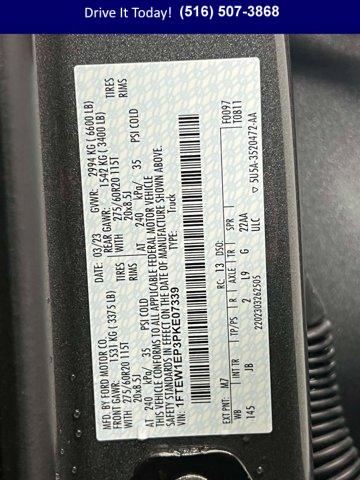 Drive It Today! (516) 507-3868
MFD. BY FORD MOTOR CO.
DATE: 03/23 GVWR: 2994 KG ( 6600 LB)
FRONT GAWR: 1531 KG ( 3375 LB) REAR GAWR: 1542 KG ( 3400 LB)
WITH 275/60R20 115T TIRES WITH 275/60R20 115T TIRES
20x8.5J RIMS 20x8.5J RIMS
AT 240 kPa/ 35 PSI COLD AT 240 kPa/ 35 PSI COLD
THIS VEHICLE CONFORMS TO ALL APPLICABLE FEDERAL MOTOR VEHICLE
SAFETY STANDARDS IN EFFECT ON THE DATE OF MANUFACTURE SHOWN ABOVE.
VIN: 1FTEW1EP3PKE07339 TYPE: Truck
EXT PNT: M7 RC: 13 DSO: F0097
WB INT TR TP/PS R AXLE TR SPR T0811
145 JB 2 L9 G 22AA
2202303262505 ULC
5U5A-3520472-AA